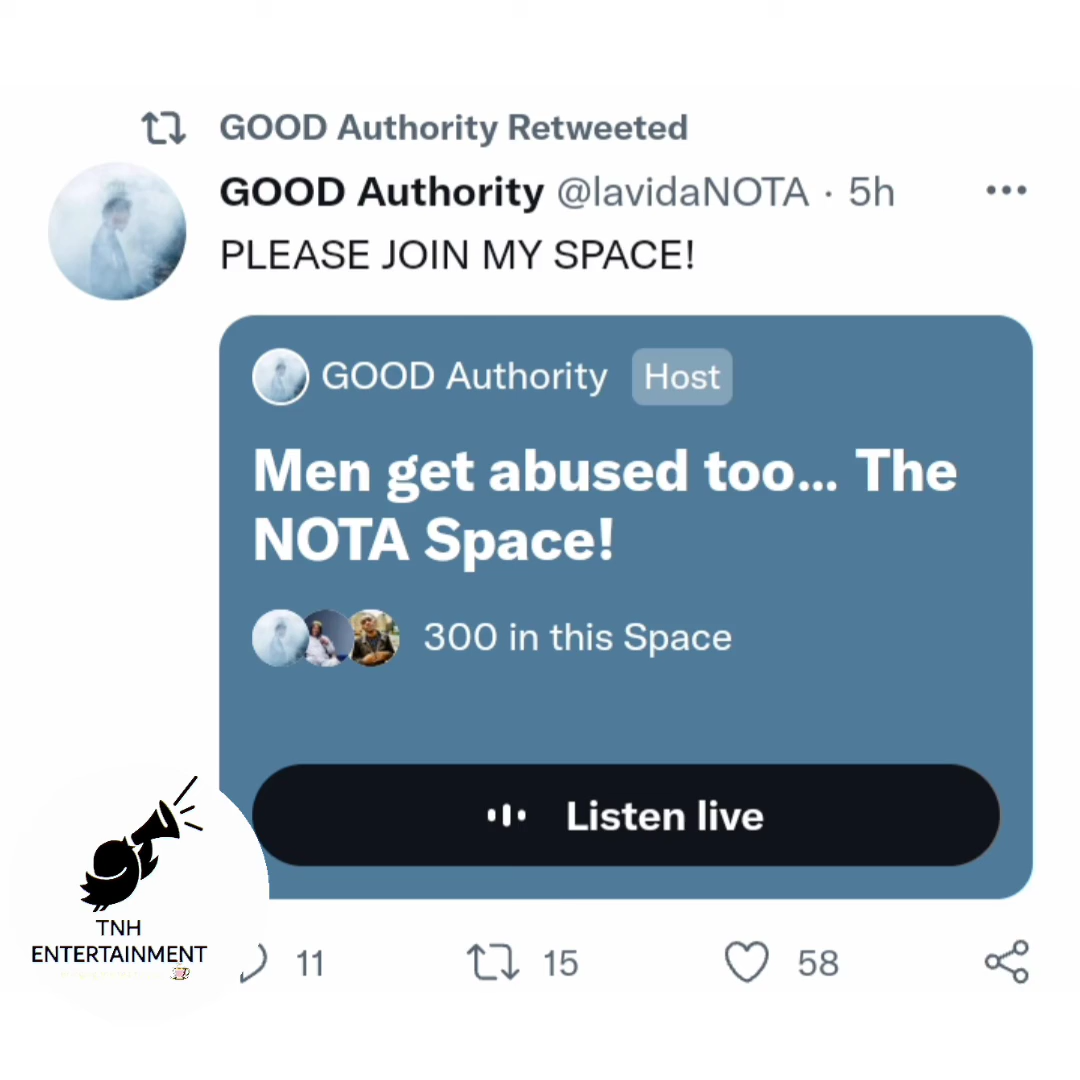 GOOD Authority Retweeted
GOOD Authority @lavidaNOTA · 5h
PLEASE JOIN MY SPACE!
GOOD Authority Host
Men get abused too... The
NOTA Space!
300 in this Space
Listen live
TNH
ENTERTAINMENT
11 15 58